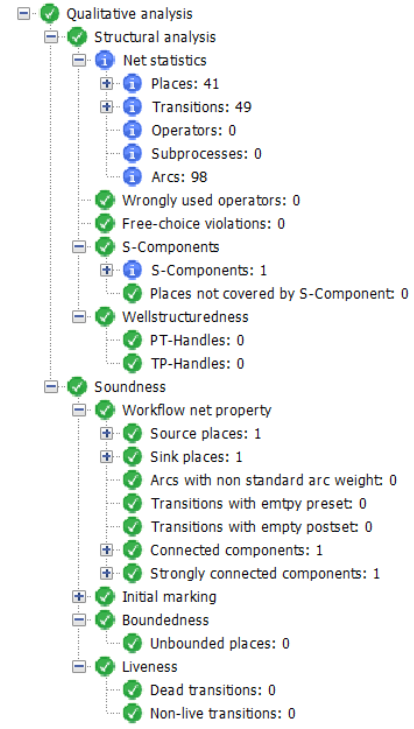 Qualitative analysis
Structural analysis
Net statistics
Places: 41
Transitions: 49
Operators: 0
Subprocesses: 0
Arcs: 98
Wrongly used operators: 0
Free-choice violations: 0
S-Components
S-Components: 1
Places not covered by S-Component: 0
Wellstructuredness
PT-Handles: 0
TP-Handles: 0
Soundness
Workflow net property
Source places: 1
Sink places: 1
Arcs with non standard arc weight: 0
Transitions with emtpy preset: 0
Transitions with empty postset: 0
Connected components: 1
Strongly connected components: 1
Initial marking
Boundedness
Unbounded places: 0
Liveness
Dead transitions: 0
Non-live transitions: 0